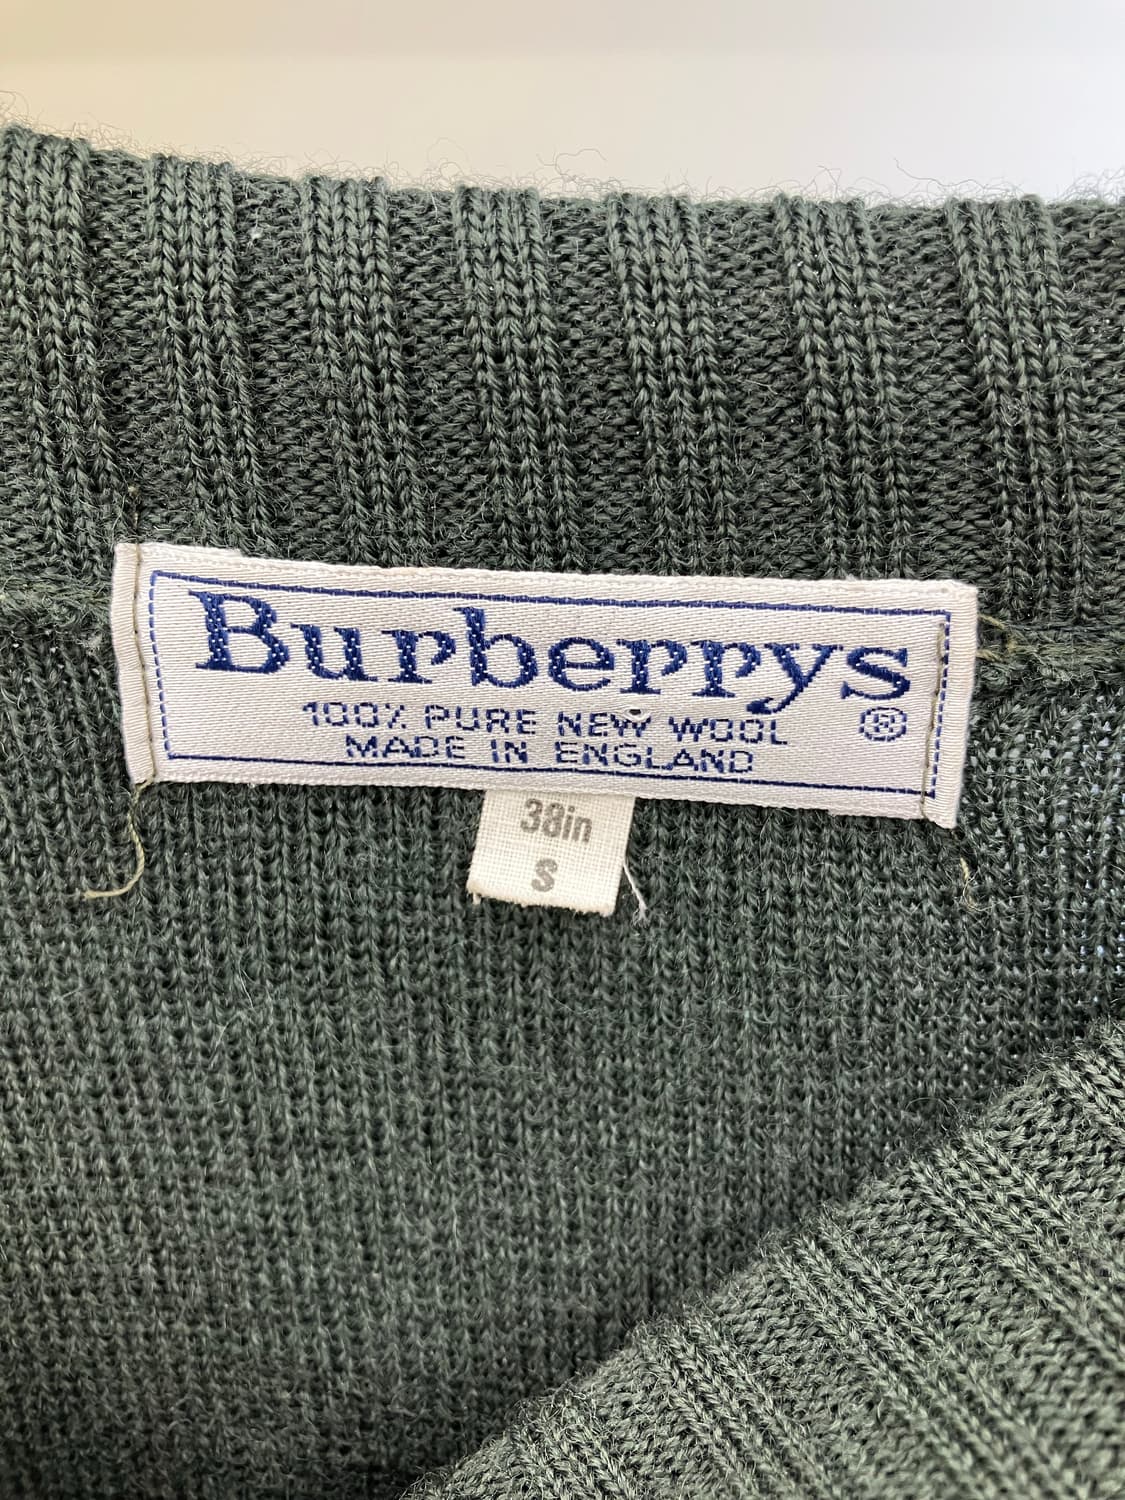 Burberrys
100% PURE NEW WOOL ®
MADE IN ENGLAND
38in
S